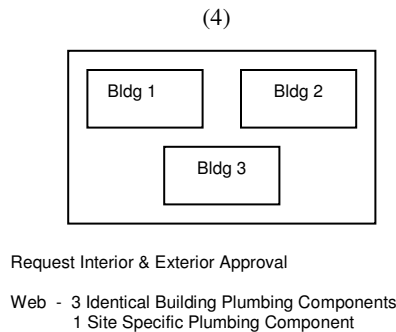 (4)
Bldg 1
Bldg 2
Bldg 3
Request Interior & Exterior Approval
Web - 3 Identical Building Plumbing Components
1 Site Specific Plumbing Component